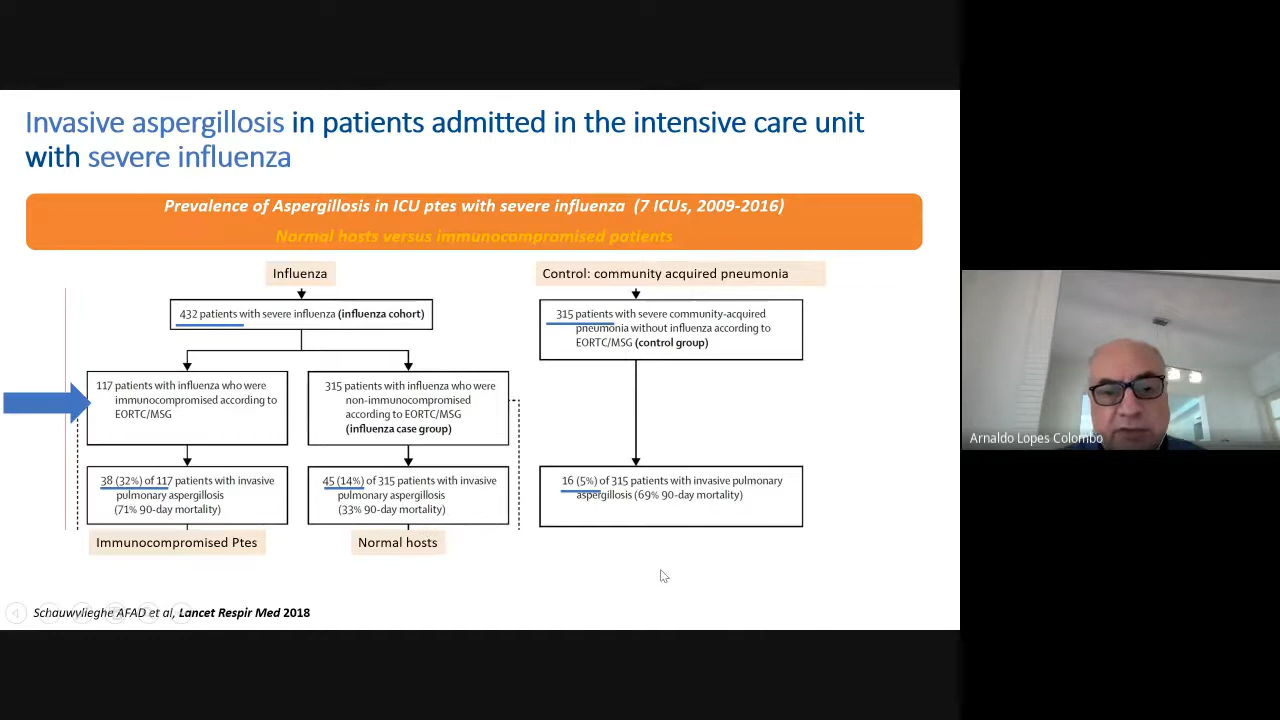 Invasive aspergillosis in patients admitted in the intensive care unit
with severe influenza
Prevalence of Aspergillosis in ICU ptes with severe influenza (7 ICUs, 2009-2016)
Normal hosts versus immunocompromised patients
Influenza
Control: community acquired pneumonia
432 patients with severe influenza (influenza cohort)
315 patients with severe community-acquired
pneumonia without influenza according to
EORTC/MSG (control group)
117 patients with influenza who were
immunocompromised according to
EORTC/MSG
315 patients with influenza who were
non-immunocompromised
according to EORTC/MSG
(influenza case group)
38 (32%) of 117 patients with invasive
pulmonary aspergillosis
(71% 90-day mortality)
45 (14%) of 315 patients with invasive
pulmonary aspergillosis
(33% 90-day mortality)
16 (5%) of 315 patients with invasive pulmonary
aspergillosis (69% 90-day mortality)
Immunocompromised Ptes
Normal hosts
Schauwvlieghe AFAD et al, Lancet Respir Med 2018
Arnaldo Lopes Colombo